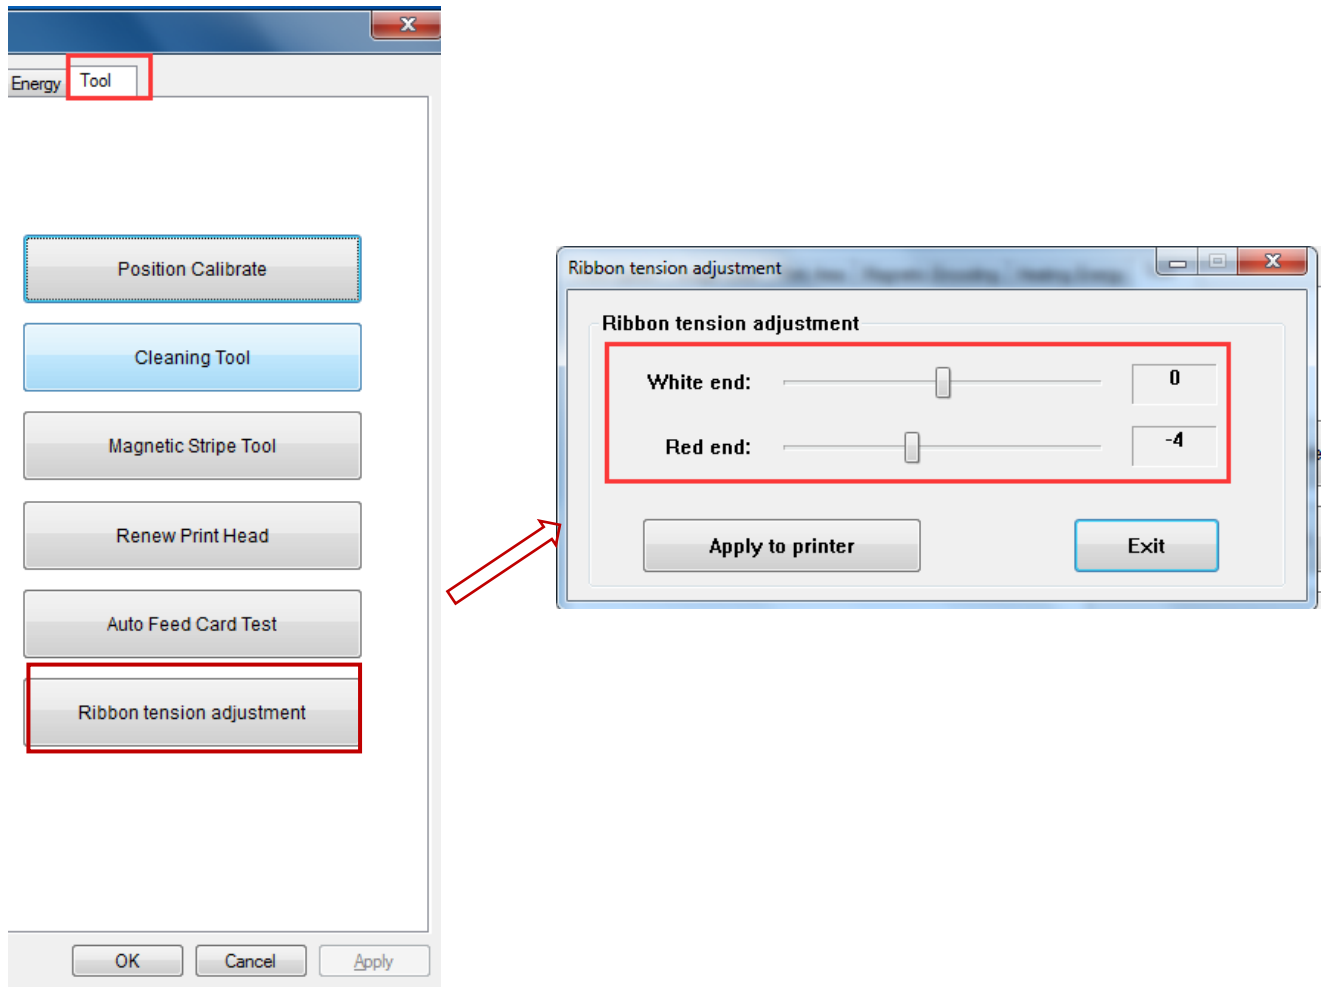 Energy
Tool
Position Calibrate
Cleaning Tool
Magnetic Stripe Tool
Renew Print Head
Auto Feed Card Test
Ribbon tension adjustment
OK
Cancel
Apply
Ribbon tension adjustment
Ribbon tension adjustment
White end:
0
Red end:
-4
Apply to printer
Exit